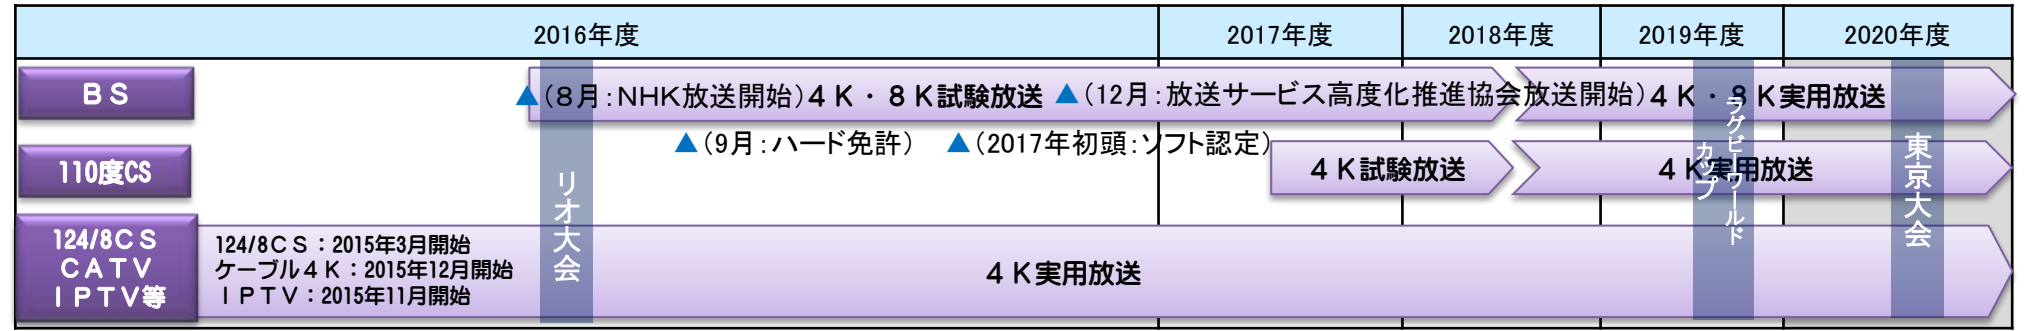 2016年度
2017年度
2018年度
2019年度
2020年度
ＢＳ
▲（８月：NHK放送開始）４Ｋ・８Ｋ試験放送 ▲（12月：放送サービス高度化推進協会放送開始）４Ｋ・８Ｋ実用放送
▲（9月：ハード免許） ▲（2017年初頭：ソフト認定）
110度CS
４Ｋ試験放送
４Ｋ実用放送
124/8ＣＳ
ＣＡＴＶ
ＩＰＴＶ等
124/8ＣＳ：2015年3月開始
ケーブル４Ｋ：2015年12月開始
ＩＰＴＶ：2015年11月開始
４Ｋ実用放送
リオ大会
ラグビーワールド
カップ
東京大会